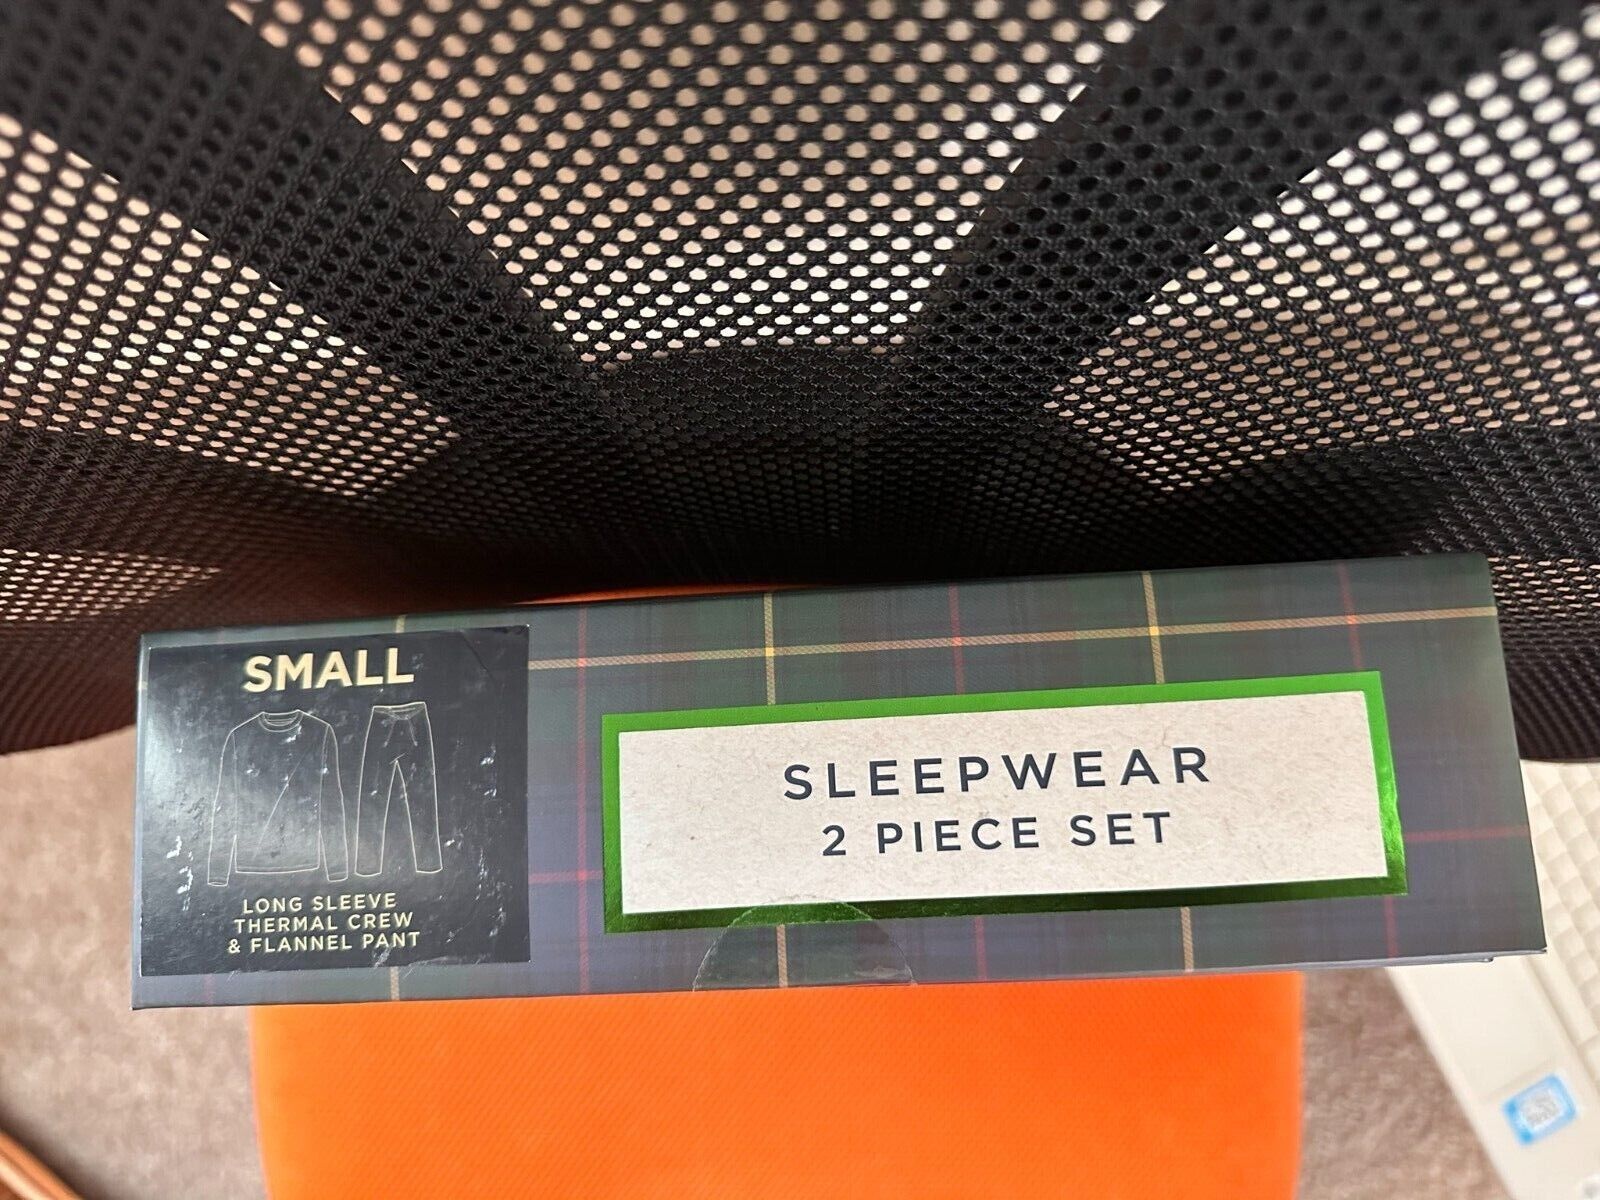 SMALL
LONG SLEEVE
THERMAL CREW
& FLANNEL PANT
SLEEPWEAR
2 PIECE SET